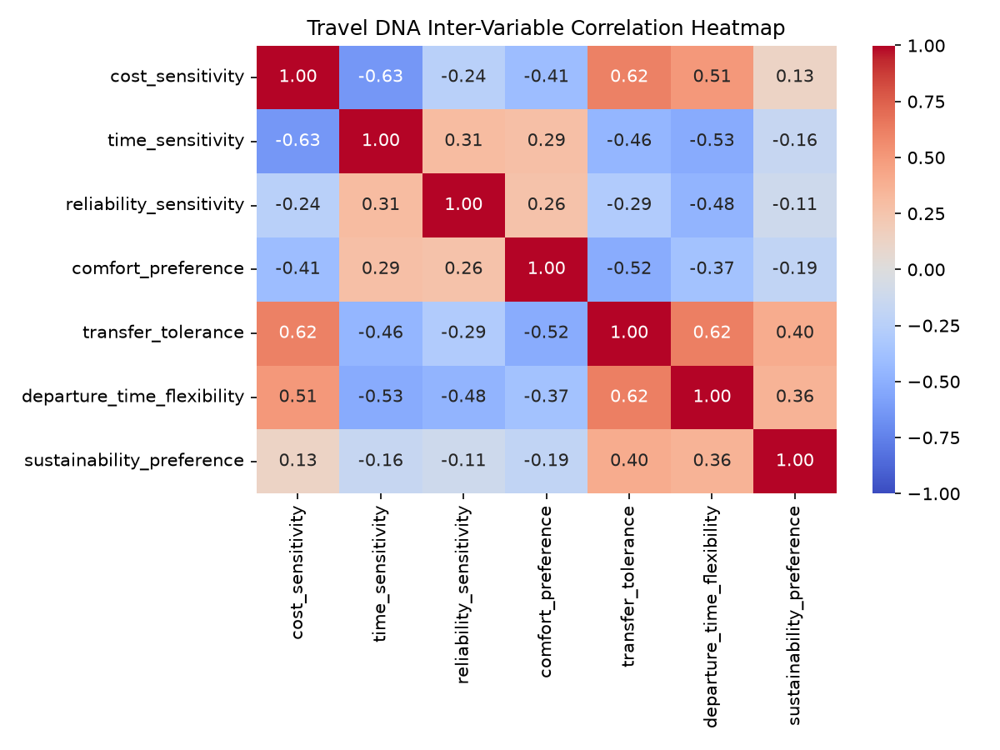 Travel DNA Inter-Variable Correlation Heatmap
cost_sensitivity 1.00 -0.63 -0.24 -0.41 0.62 0.51 0.13
time_sensitivity -0.63 1.00 0.31 0.29 -0.46 -0.53 -0.16
reliability_sensitivity -0.24 0.31 1.00 0.26 -0.29 -0.48 -0.11
comfort_preference -0.41 0.29 0.26 1.00 -0.52 -0.37 -0.19
transfer_tolerance 0.62 -0.46 -0.29 -0.52 1.00 0.62 0.40
departure_time_flexibility 0.51 -0.53 -0.48 -0.37 0.62 1.00 0.36
sustainability_preference 0.13 -0.16 -0.11 -0.19 0.40 0.36 1.00
cost_sensitivity
time_sensitivity
reliability_sensitivity
comfort_preference
transfer_tolerance
departure_time_flexibility
sustainability_preference
1.00
0.75
0.50
0.25
0.00
−0.25
−0.50
−0.75
−1.00